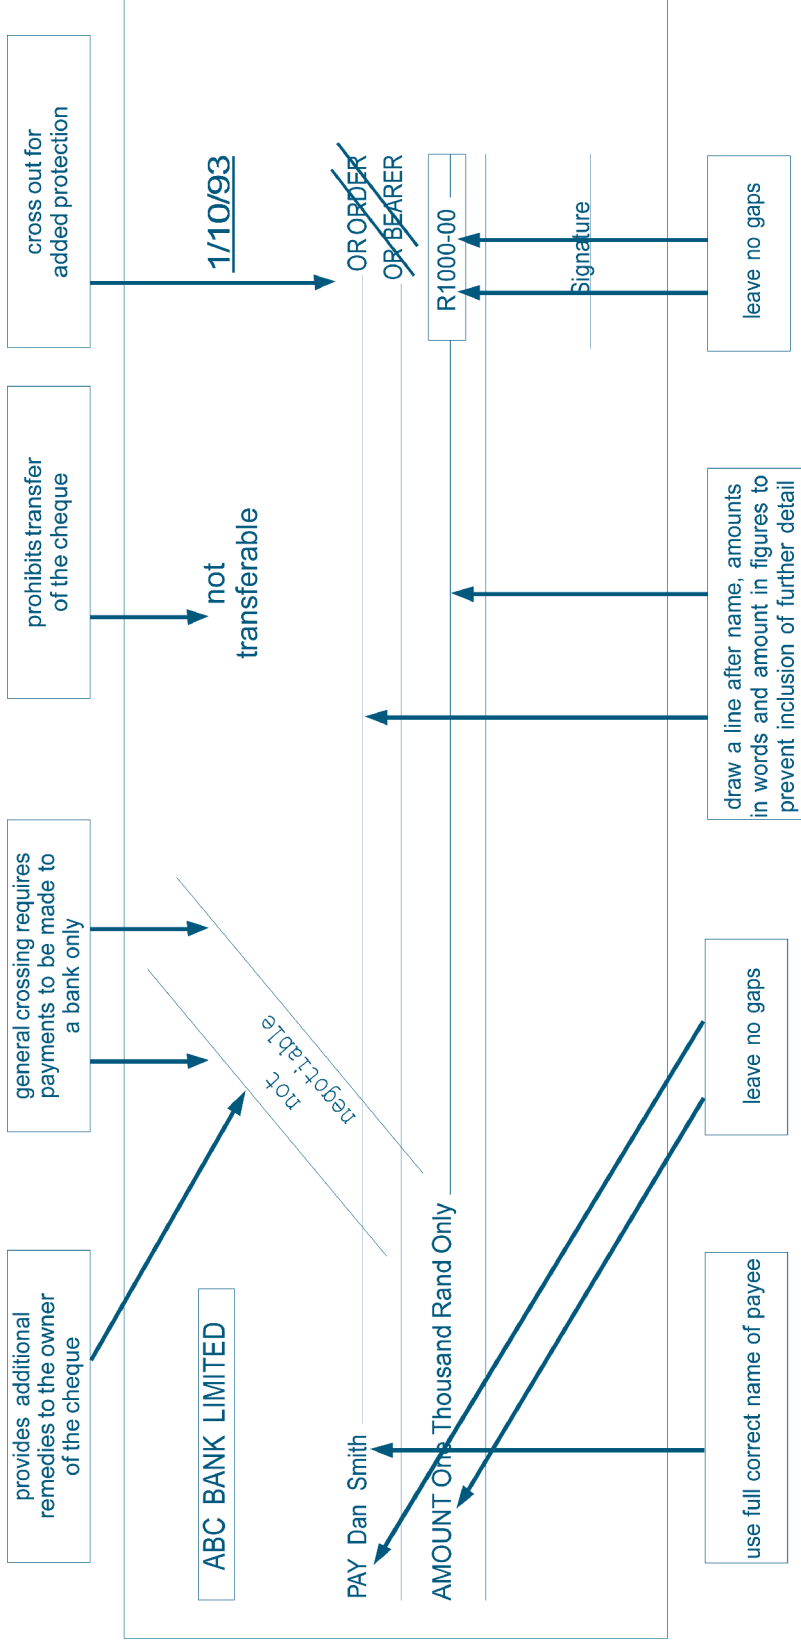 provides additional
remedies to the owner
of the cheque
general crossing requires
payments to be made to
a bank only
prohibits transfer
of the cheque
cross out for
added protection
ABC BANK LIMITED
not
negotiable
not
transferable
1/10/93
PAY Dan Smith
OR ORDER
OR BEARER
AMOUNT One Thousand Rand Only
R1000-00
Signature
use full correct name of payee
leave no gaps
draw a line after name, amounts
in words and amount in figures to
prevent inclusion of further detail
leave no gaps